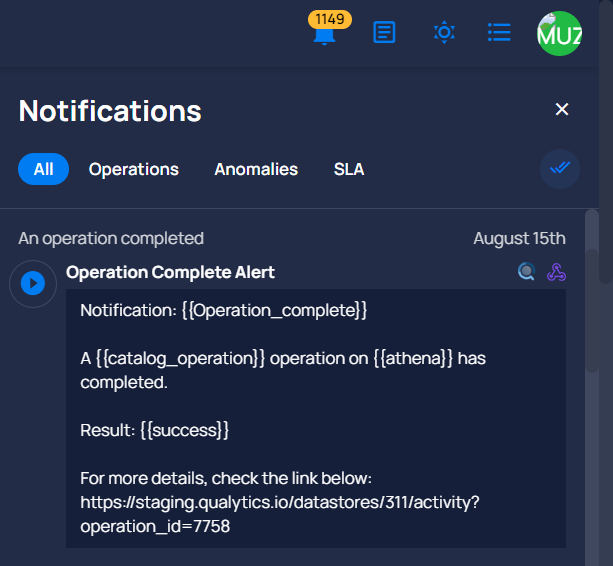 1149
MUZ
Notifications
All
Operations
Anomalies
SLA
An operation completed
August 15th
Operation Complete Alert
Notification: {{Operation_complete}}
A {{catalog_operation}} operation on {{athena}} has
completed.
Result: {{success}}
For more details, check the link below:
https://staging.qualytics.io/datastores/311/activity?
operation_id=7758